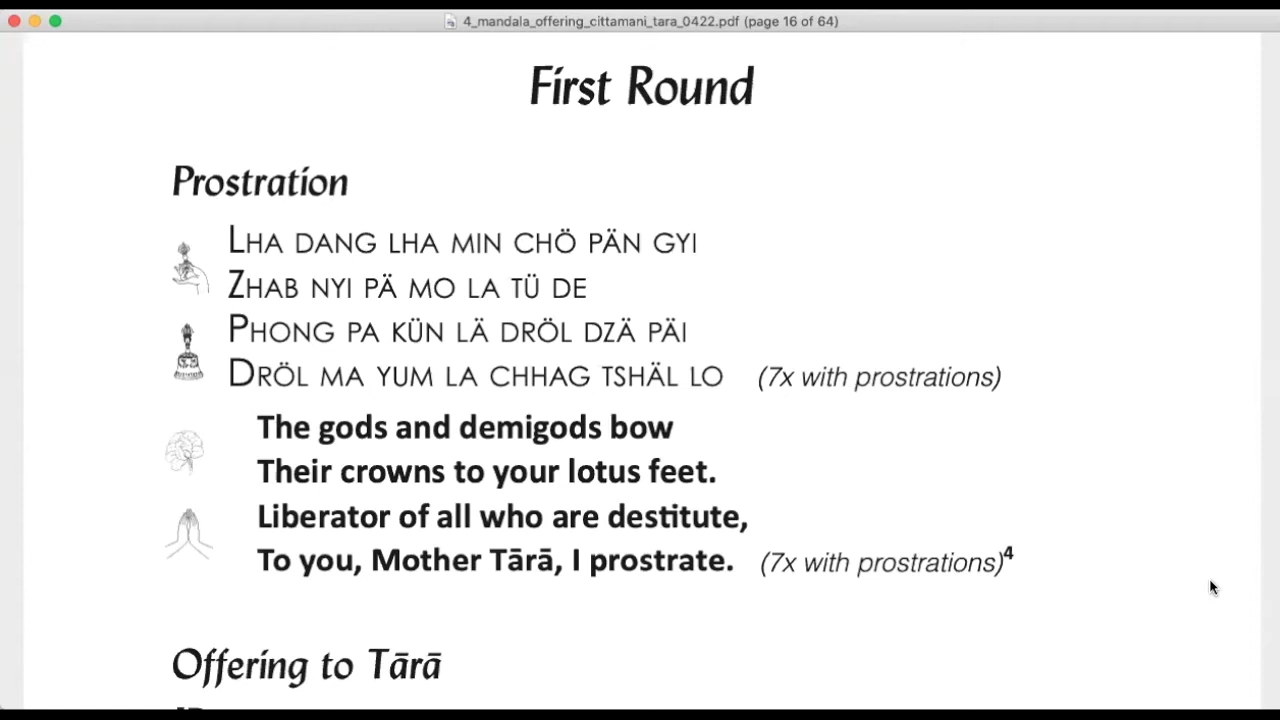 4_mandala_offering_cittamani_tara_0422.pdf (page 16 of 64)
First Round
Prostration
LHA DANG LHA MIN CHÖ PÄN GYI
ZHAB NYI PÄ MO LA TÜ DE
PHONG PA KÜN LÄ DRÖL DZÄ PÄI
DRÖL MA YUM LA CHHAG TSHÄL LO (7x with prostrations)
The gods and demigods bow
Their crowns to your lotus feet.
Liberator of all who are destitute,
To you, Mother Tārā, I prostrate. (7x with prostrations)4
Offering to Tārā